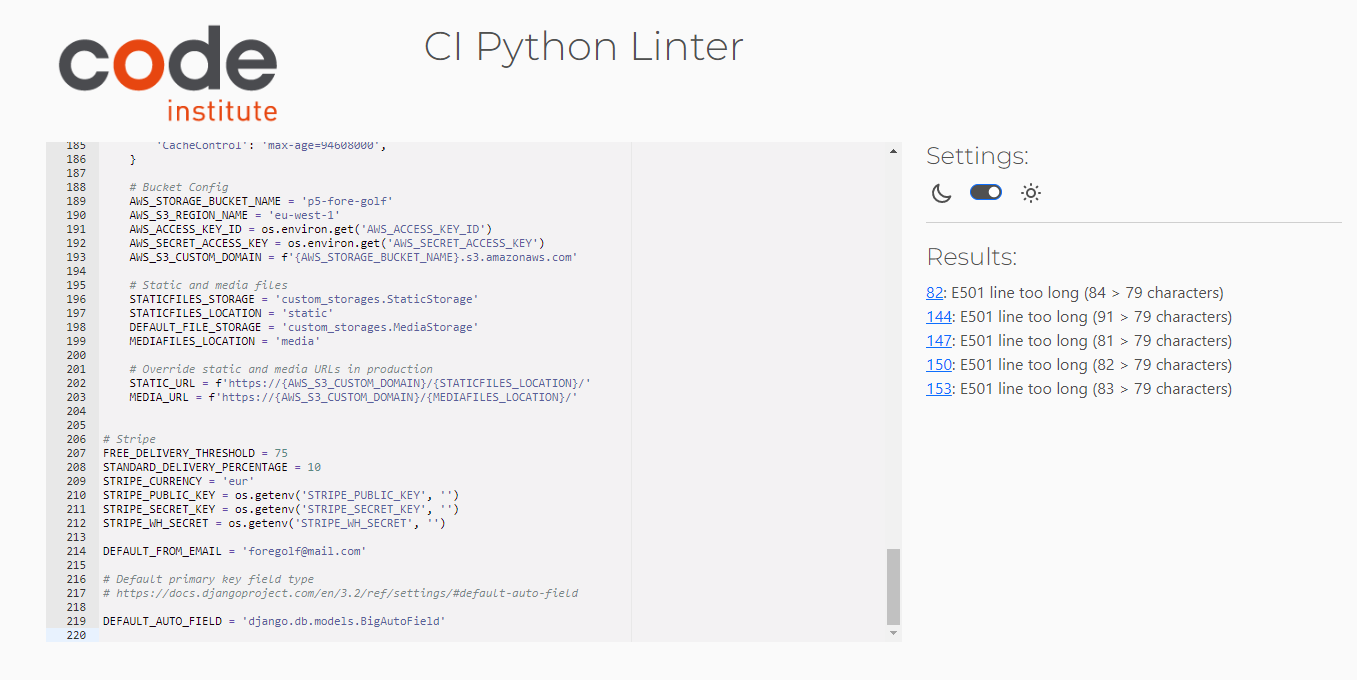 code
institute
CI Python Linter
185 'CacheControl': 'max-age=94608000',
186 }
187
188 # Bucket Config
189 AWS_STORAGE_BUCKET_NAME = 'p5-fore-golf'
190 AWS_S3_REGION_NAME = 'eu-west-1'
191 AWS_ACCESS_KEY_ID = os.environ.get('AWS_ACCESS_KEY_ID')
192 AWS_SECRET_ACCESS_KEY = os.environ.get('AWS_SECRET_ACCESS_KEY')
193 AWS_S3_CUSTOM_DOMAIN = f'{AWS_STORAGE_BUCKET_NAME}.s3.amazonaws.com'
194
195 # Static and media files
196 STATICFILES_STORAGE = 'custom_storages.StaticStorage'
197 STATICFILES_LOCATION = 'static'
198 DEFAULT_FILE_STORAGE = 'custom_storages.MediaStorage'
199 MEDIAFILES_LOCATION = 'media'
200
201 # Override static and media URLs in production
202 STATIC_URL = f'https://{AWS_S3_CUSTOM_DOMAIN}/{STATICFILES_LOCATION}/'
203 MEDIA_URL = f'https://{AWS_S3_CUSTOM_DOMAIN}/{MEDIAFILES_LOCATION}/'
204
205
206 # Stripe
207 FREE_DELIVERY_THRESHOLD = 75
208 STANDARD_DELIVERY_PERCENTAGE = 10
209 STRIPE_CURRENCY = 'eur'
210 STRIPE_PUBLIC_KEY = os.getenv('STRIPE_PUBLIC_KEY', '')
211 STRIPE_SECRET_KEY = os.getenv('STRIPE_SECRET_KEY', '')
212 STRIPE_WH_SECRET = os.getenv('STRIPE_WH_SECRET', '')
213
214 DEFAULT_FROM_EMAIL = 'foregolf@mail.com'
215
216 # Default primary key field type
217 # https://docs.djangoproject.com/en/3.2/ref/settings/#default-auto-field
218
219 DEFAULT_AUTO_FIELD = 'django.db.models.BigAutoField'
220
Settings:
Results:
82: E501 line too long (84 > 79 characters)
144: E501 line too long (91 > 79 characters)
147: E501 line too long (81 > 79 characters)
150: E501 line too long (82 > 79 characters)
153: E501 line too long (83 > 79 characters)